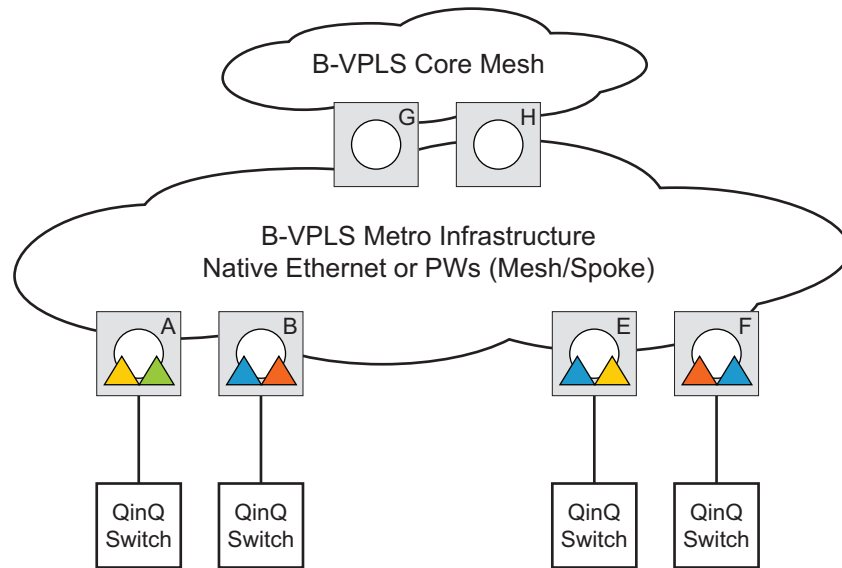 B-VPLS Core Mesh
G
H
B-VPLS Metro Infrastructure
Native Ethernet or PWs (Mesh/Spoke)
A
B
E
F
QinQ
Switch
QinQ
Switch
QinQ
Switch
QinQ
Switch